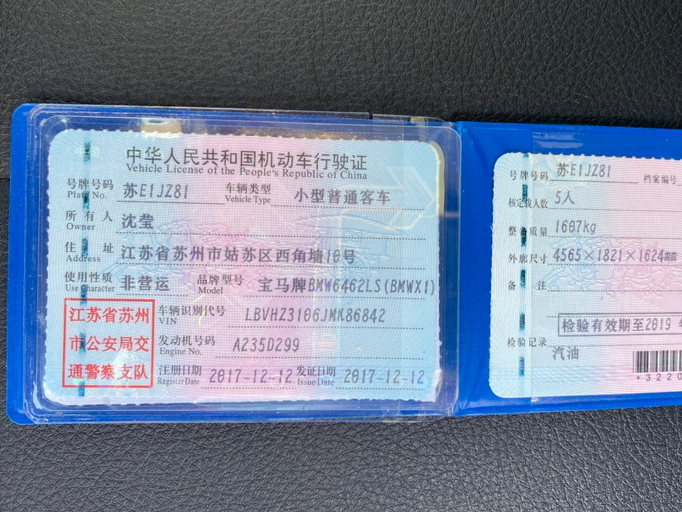 中华人民共和国机动车行驶证
Vehicle License of the People's Republic of China
号牌号码 苏E1JZ81 车辆类型 小型普通客车
Plate No. Vehicle Type
所有人 沈莹
Owner
住址 江苏省苏州市姑苏区西角墙10号
Address
使用性质 非营运 品牌型号 宝马牌BMW6462LS(BMWX1)
Use Character Model
江苏省苏州
市公安局交
通警察支队
车辆识别代号 LBVHZ3106JMK86842
VIN
发动机号码 A235D299
Engine No.
注册日期 2017-12-12 发证日期 2017-12-12
Register Date Issue Date
号牌号码 苏E1JZ81 档案编号
核定载人数 5人
整备质量 1607kg
外廓尺寸 4565×1821×1624
备注
检验有效期至2019
检验记录
汽油
*3220